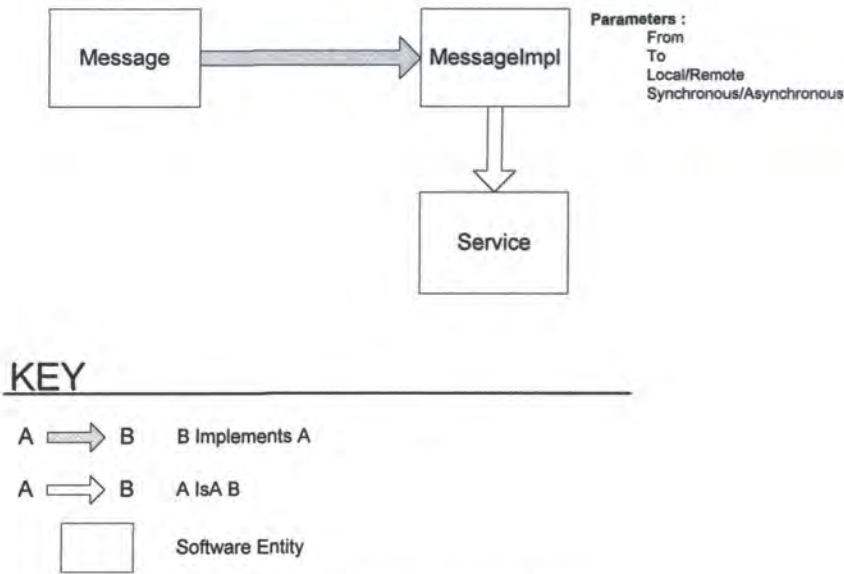 Message
MessageImpl
Parameters :
From
To
Local/Remote
Synchronous/Asynchronous
Service
KEY
A B B Implements A
A B A IsA B
Software Entity